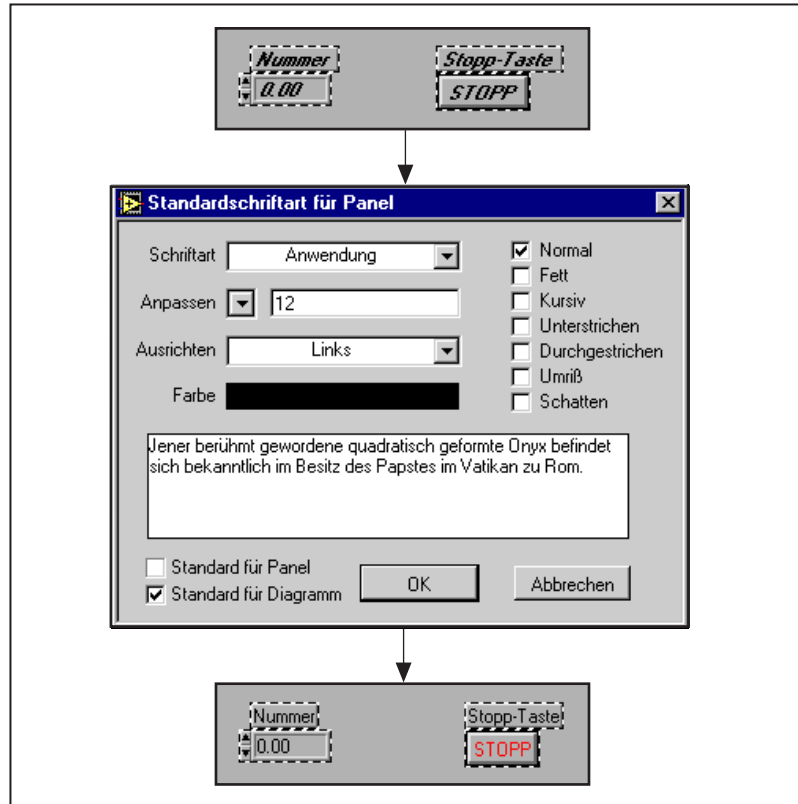 Nummer Stopp-Taste
0.00 STOPP
Standardschriftart für Panel
Schriftart Anwendung
Anpassen 12
Ausrichten Links
Farbe
Normal
Fett
Kursiv
Unterstrichen
Durchgestrichen
Umriß
Schatten
Jener berühmt gewordene quadratisch geformte Onyx befindet
sich bekanntlich im Besitz des Papstes im Vatikan zu Rom.
Standard für Panel
Standard für Diagramm
OK Abbrechen
Nummer Stopp-Taste
0.00 STOPP